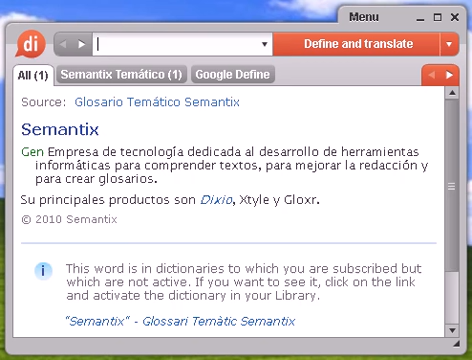 Menu
di
Define and translate
All (1) Semantix Temático (1) Google Define
Source: Glosario Temático Semantix
Semantix
Gen Empresa de tecnología dedicada al desarrollo de herramientas
informáticas para comprender textos, para mejorar la redacción y
para crear glosarios.
Su principales productos son Dixio, Xtyle y Gloxr.
© 2010 Semantix
This word is in dictionaries to which you are subscribed but
which are not active. If you want to see it, click on the link
and activate the dictionary in your Library.
"Semantix" - Glossari Temàtic Semantix